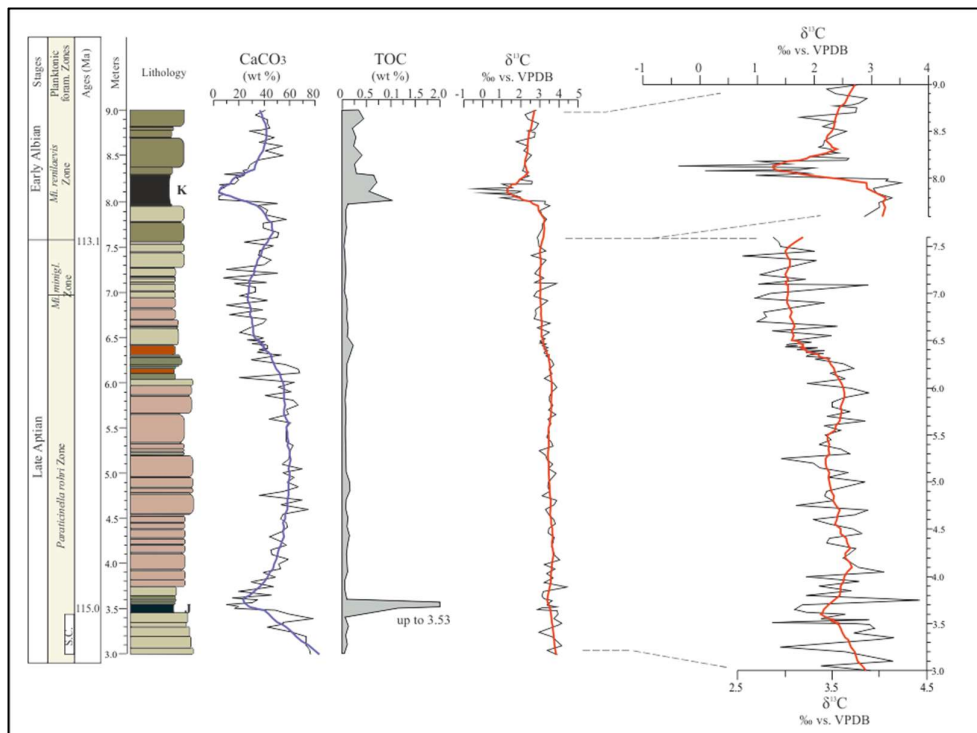 Stages
Planktonic
foram. Zones
Ages (Ma)
Meters
Lithology
CaCO3
(wt %)
0 20 40 60 80
TOC
(wt %)
0 0.5 1.0 2.0
δ13C
‰ vs. VPDB
-1 0 1 2 3 4 5
δ13C
‰ vs. VPDB
-1 0 1 2 3 4
Early Albian
Late Aptian
Mi. renilaevis
Zone
Mi. minigl.
Zone
Paraticinella rohri Zone
S.C.
113.1
115.0
9.0
8.5
8.0
7.5
7.0
6.5
6.0
5.5
5.0
4.5
4.0
3.5
3.0
K
J
up to 3.53
9.0
8.5
8.0
7.5
7.0
6.5
6.0
5.5
5.0
4.5
4.0
3.5
3.0
2.5 3.5 4.5
δ13C
‰ vs. VPDB